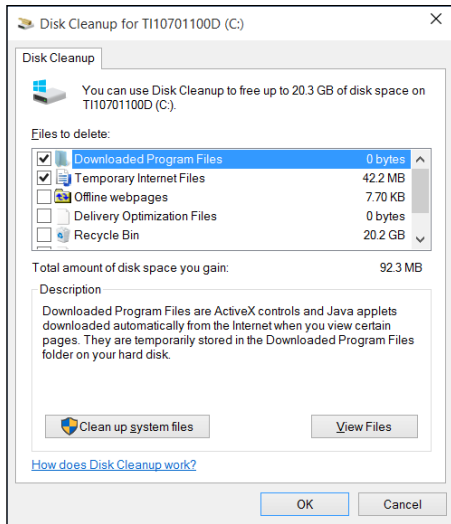 Disk Cleanup for TI10701100D (C:)
Disk Cleanup
You can use Disk Cleanup to free up to 20.3 GB of disk space on
TI10701100D (C:).
Files to delete:
Downloaded Program Files 0 bytes
Temporary Internet Files 42.2 MB
Offline webpages 7.70 KB
Delivery Optimization Files 0 bytes
Recycle Bin 20.2 GB
Total amount of disk space you gain: 92.3 MB
Description
Downloaded Program Files are ActiveX controls and Java applets
downloaded automatically from the Internet when you view certain
pages. They are temporarily stored in the Downloaded Program Files
folder on your hard disk.
Clean up system files View Files
How does Disk Cleanup work?
OK Cancel